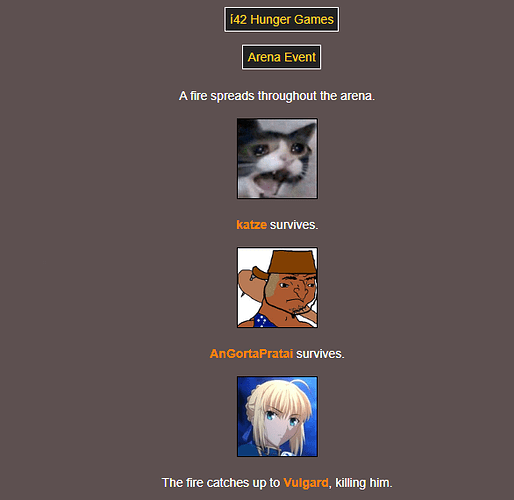 í42 Hunger Games
Arena Event
A fire spreads throughout the arena.
katze survives.
AnGortaPratai survives.
The fire catches up to Vulgard, killing him.